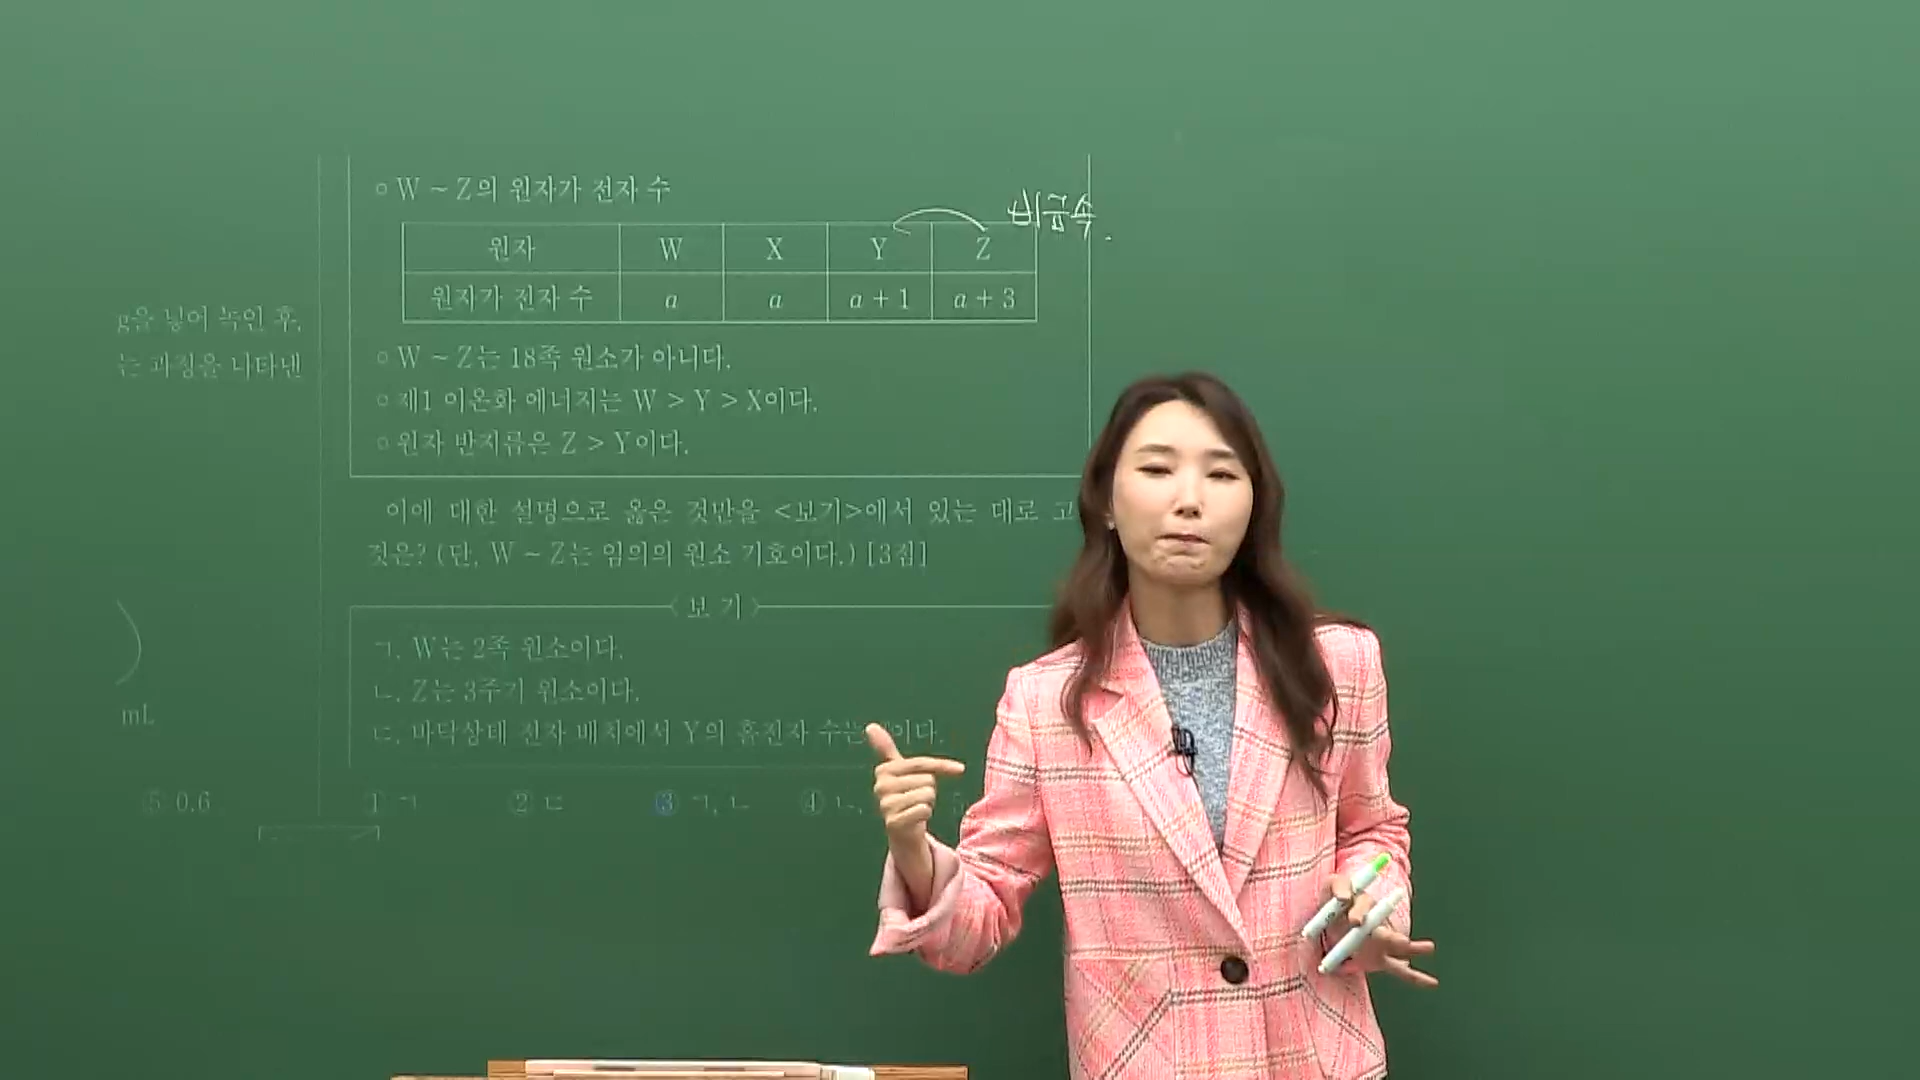 ○ W ~ Z의 원자가 전자 수
비금속
원자 W X Y Z
원자가 전자 수 a a a + 1 a + 3
g을 넣어 녹인 후,
는 과정을 나타낸
○ W ~ Z는 18족 원소가 아니다.
○ 제1 이온화 에너지는 W > Y > X이다.
○ 원자 반지름은 Z > Y이다.
이에 대한 설명으로 옳은 것만을 <보기>에서 있는 대로 고
것은? (단, W ~ Z는 임의의 원소 기호이다.) [3점]
< 보 기 >
ㄱ. W는 2족 원소이다.
ㄴ. Z는 3주기 원소이다.
mL
ㄷ. 바닥상태 전자 배치에서 Y의 홀전자 수는 이다.
⑤ 0.6
① ㄱ ② ㄷ ③ ㄱ, ㄴ ④ ㄴ, 5